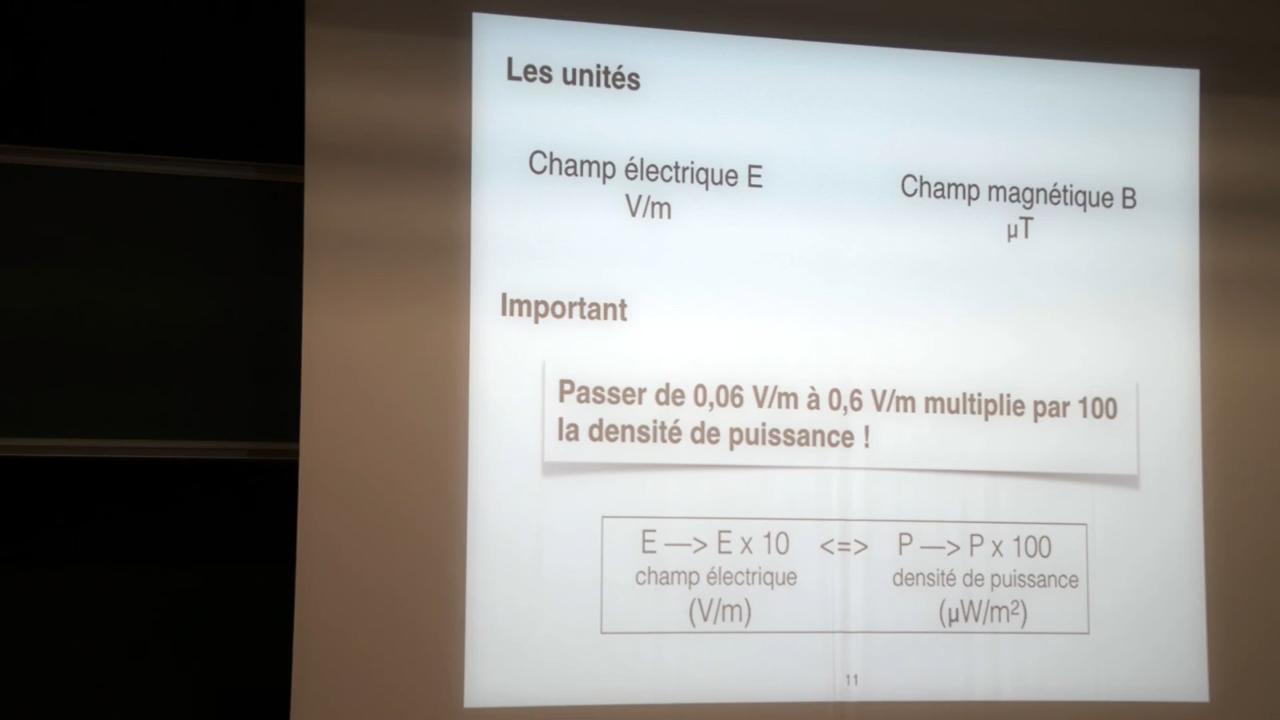 Les unités
Champ électrique E
V/m
Champ magnétique B
µT
Important
Passer de 0,06 V/m à 0,6 V/m multiplie par 100
la densité de puissance !
E —> E x 10 <=> P —> P x 100
champ électrique densité de puissance
(V/m) (µW/m²)
11